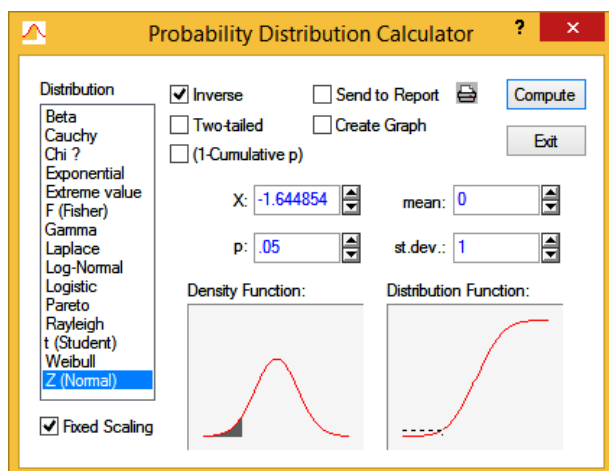 Probability Distribution Calculator
?
×
Distribution
Beta
Cauchy
Chi ?
Exponential
Extreme value
F (Fisher)
Gamma
Laplace
Log-Normal
Logistic
Pareto
Rayleigh
t (Student)
Weibull
Z (Normal)
Fixed Scaling
Inverse
Send to Report
Compute
Two-tailed
Create Graph
Exit
(1-Cumulative p)
X: -1.644854
mean: 0
p: .05
st.dev.: 1
Density Function:
Distribution Function: